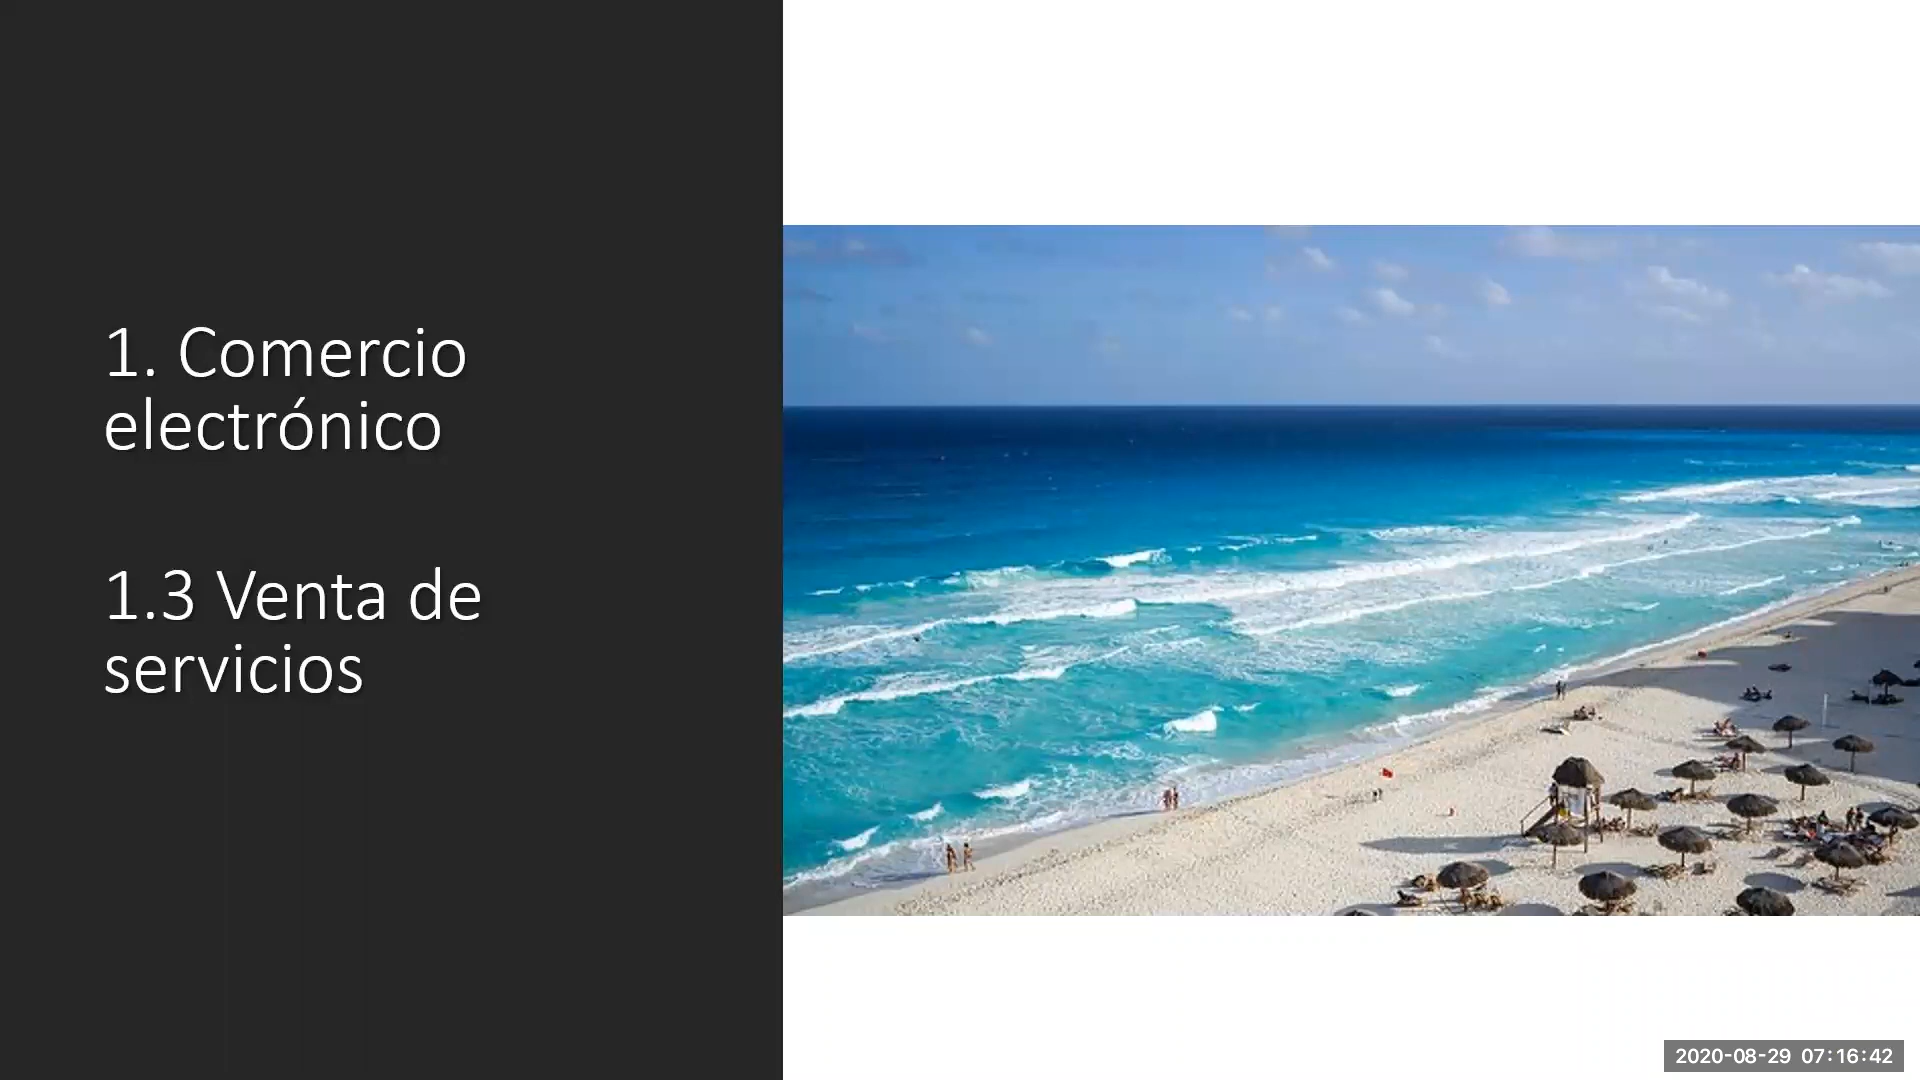 1. Comercio
electrónico
1.3 Venta de
servicios
2020-08-29 07:16:42